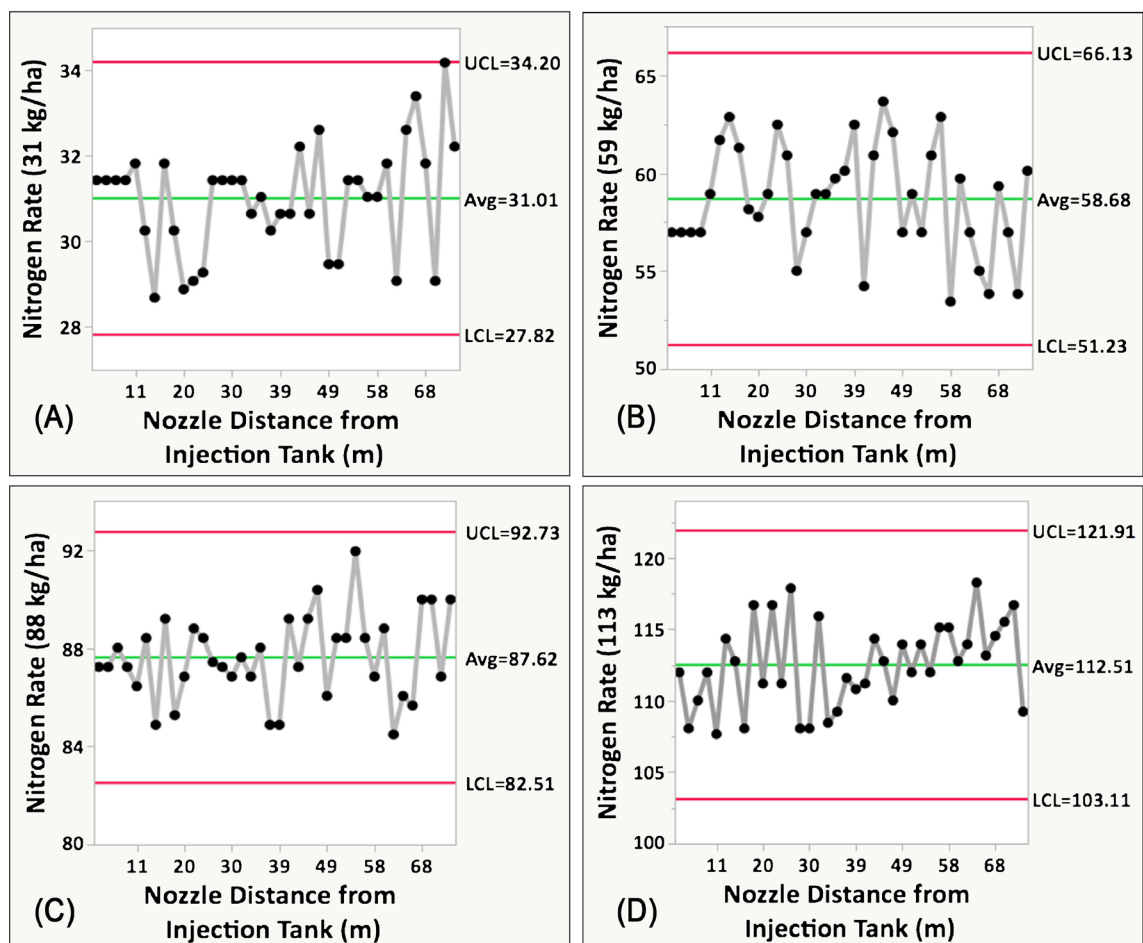 Nitrogen Rate (31 kg/ha)
34
32
30
28
UCL=34.20
Avg=31.01
LCL=27.82
11 20 30 39 49 58 68
(A)
Nozzle Distance from
Injection Tank (m)
Nitrogen Rate (59 kg/ha)
65
60
55
50
UCL=66.13
Avg=58.68
LCL=51.23
11 20 30 39 49 58 68
(B)
Nozzle Distance from
Injection Tank (m)
Nitrogen Rate (88 kg/ha)
92
88
84
80
UCL=92.73
Avg=87.62
LCL=82.51
11 20 30 39 49 58 68
(C)
Nozzle Distance from
Injection Tank (m)
Nitrogen Rate (113 kg/ha)
120
115
110
105
100
UCL=121.91
Avg=112.51
LCL=103.11
11 20 30 39 49 58 68
(D)
Nozzle Distance from
Injection Tank (m)